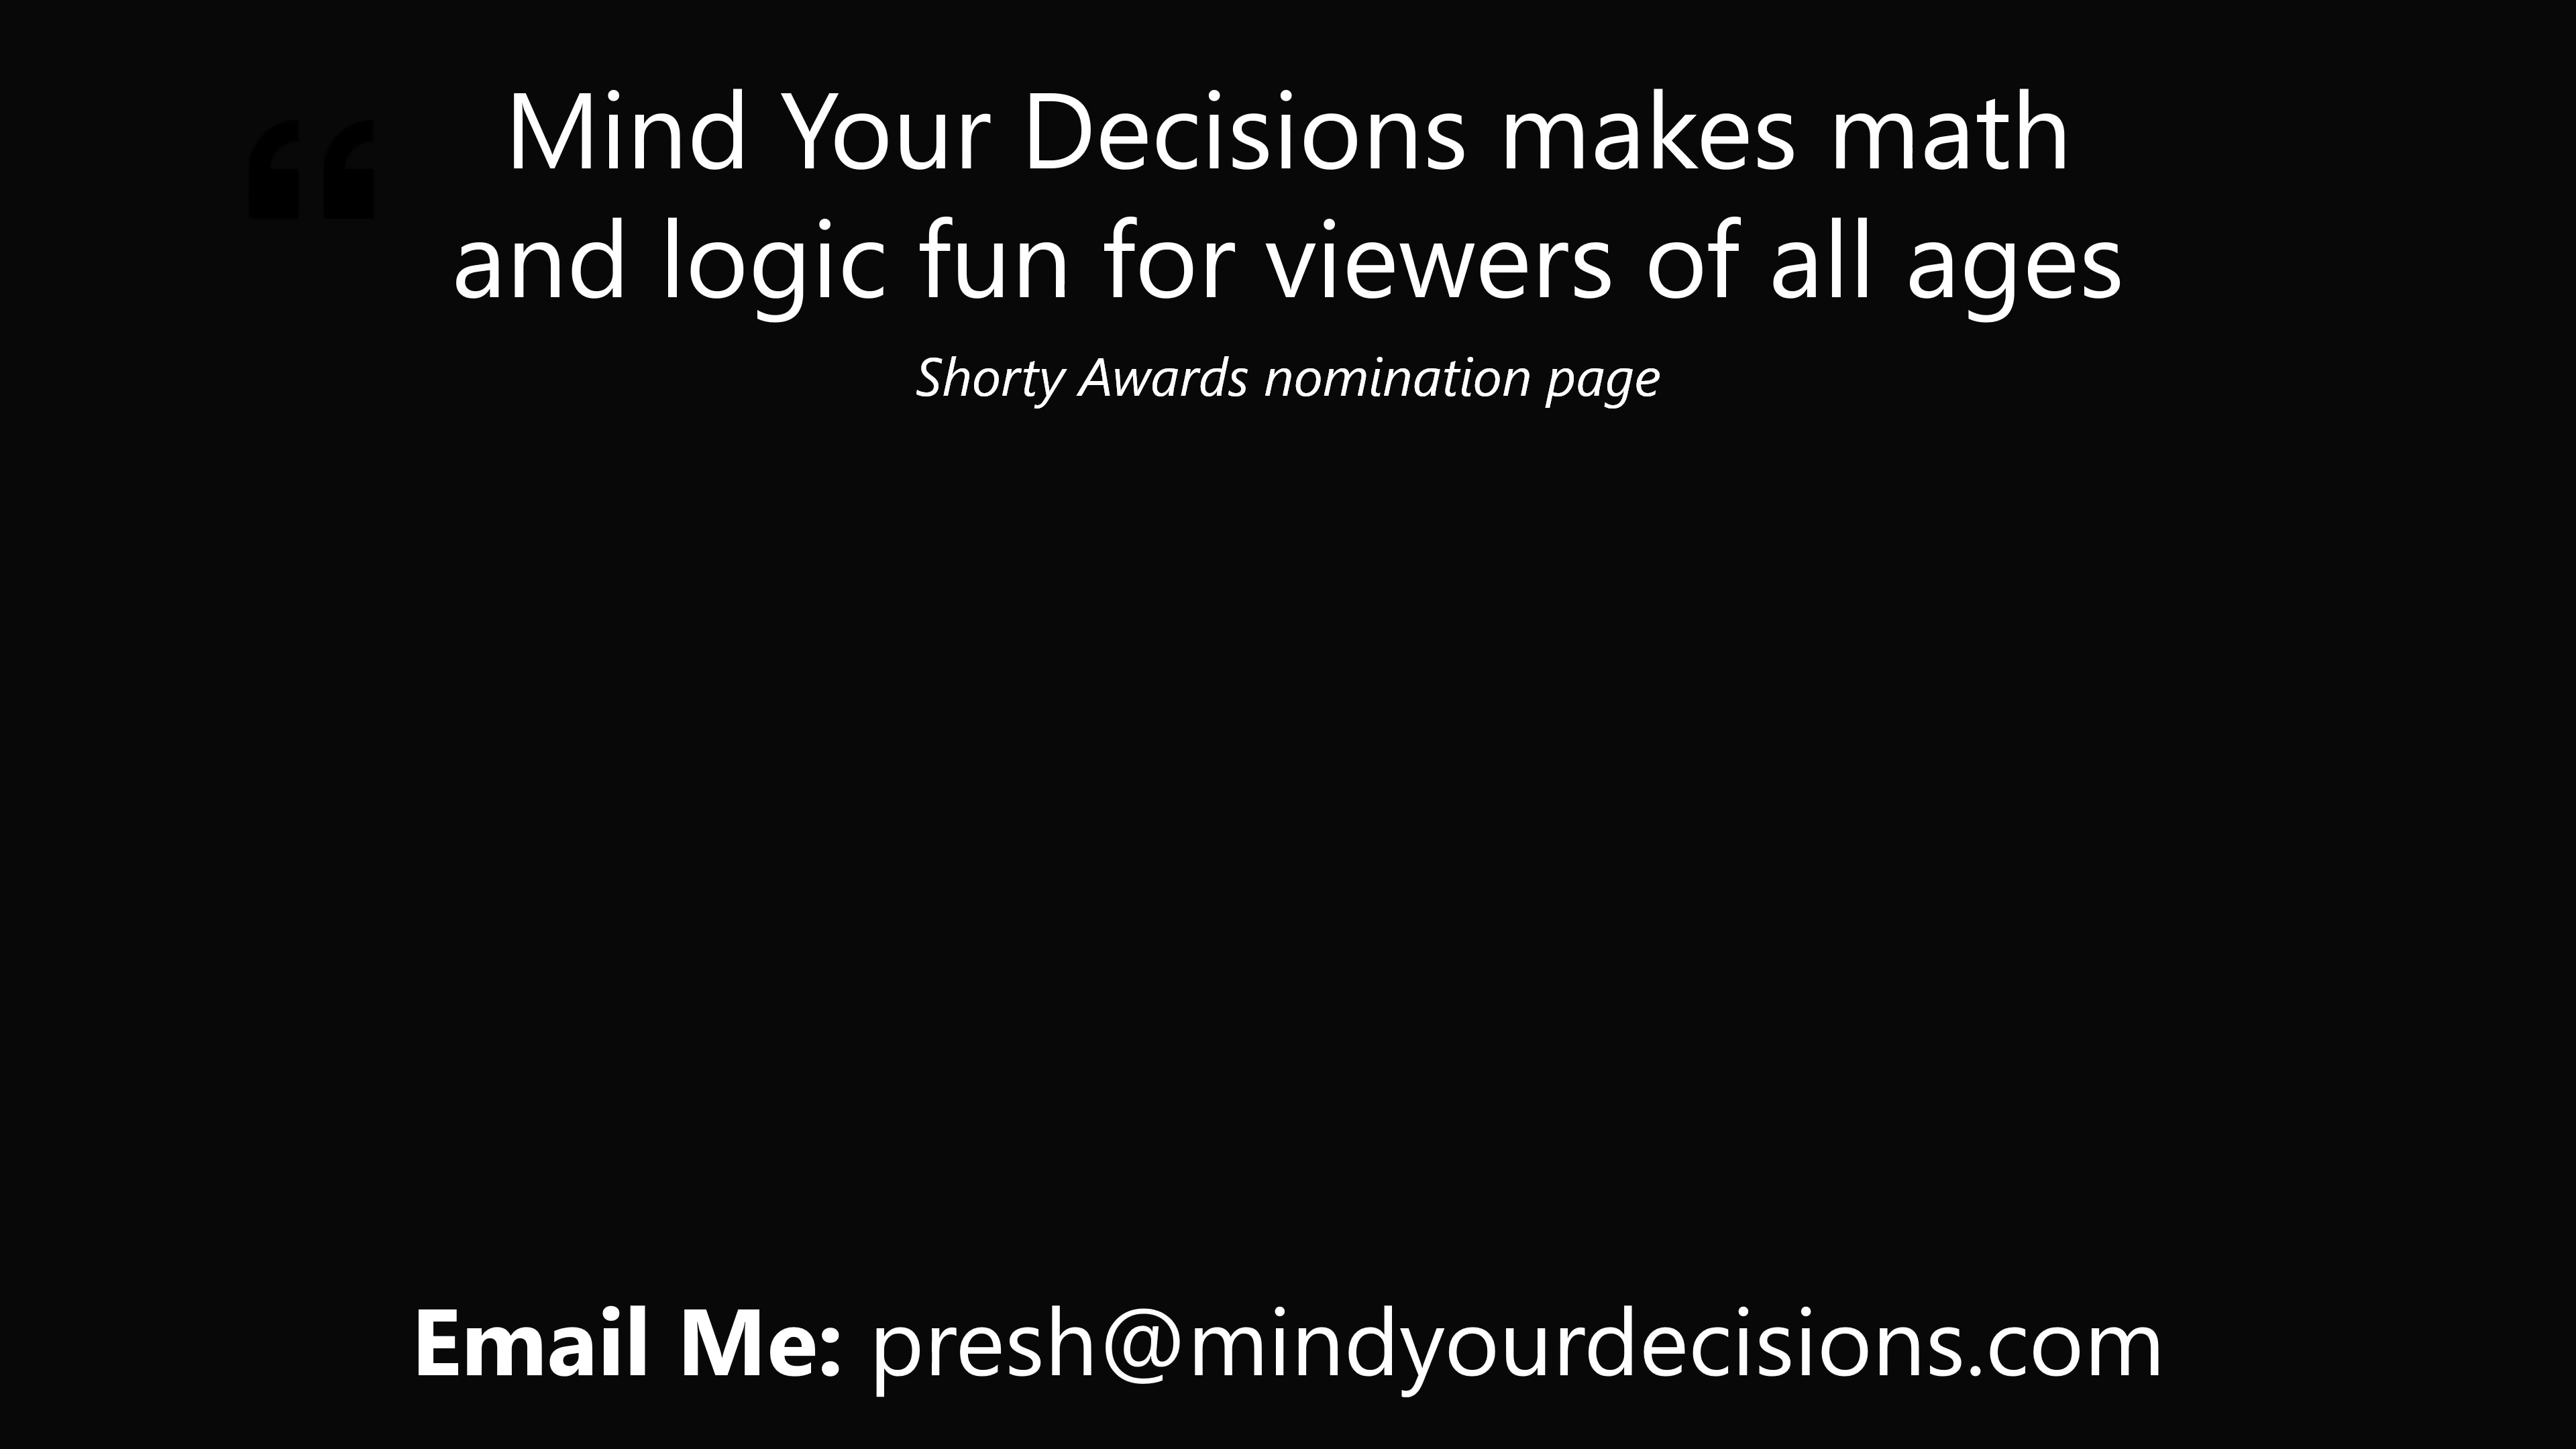 “
Mind Your Decisions makes math
and logic fun for viewers of all ages
Shorty Awards nomination page
Email Me: presh@mindyourdecisions.com